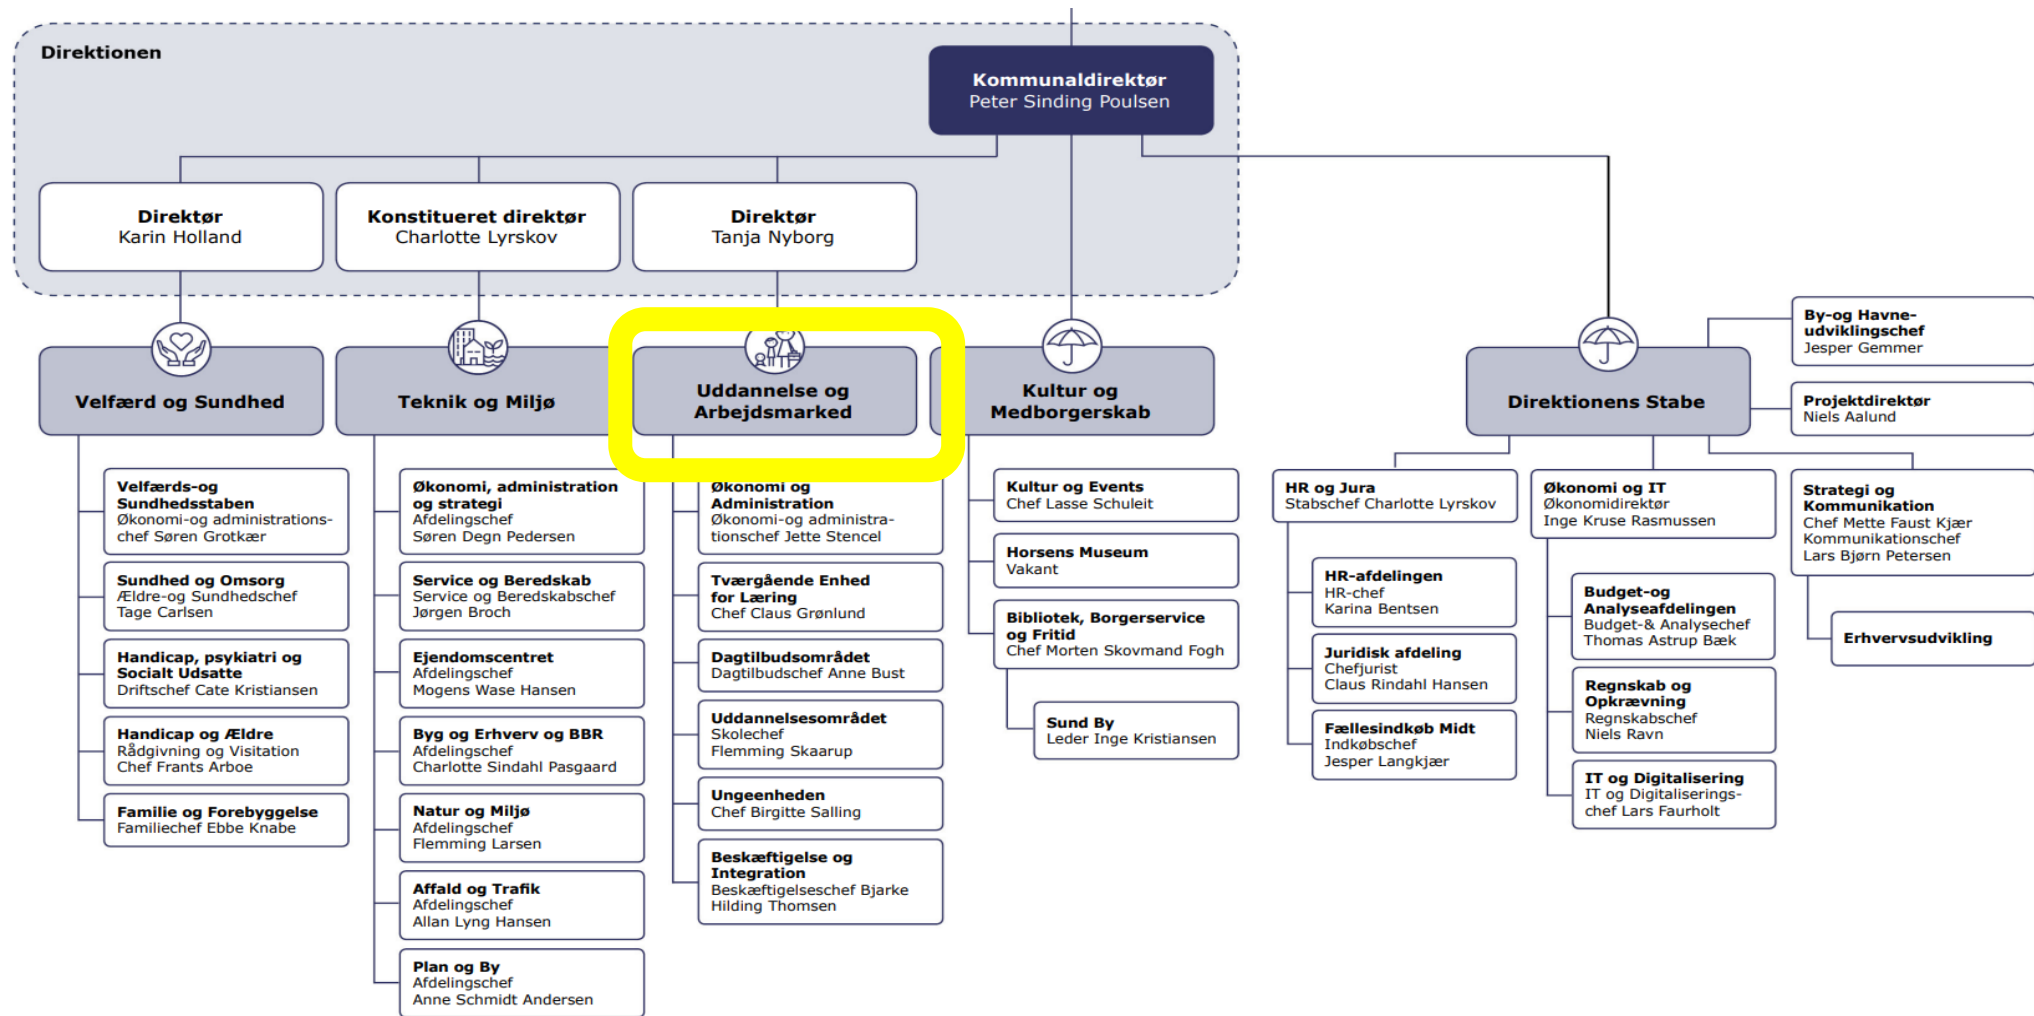 Direktionen
Kommunaldirektør
Peter Sinding Poulsen
Direktør
Karin Holland
Konstitueret direktør
Charlotte Lyrskov
Direktør
Tanja Nyborg
Velfærd og Sundhed
Velfærds-og
Sundhedsstaben
Økonomi-og administrations-
chef Søren Grotkær
Sundhed og Omsorg
Ældre-og Sundhedschef
Tage Carlsen
Handicap, psykiatri og
Socialt Udsatte
Driftschef Cate Kristiansen
Handicap og Ældre
Rådgivning og Visitation
Chef Frants Arboe
Familie og Forebyggelse
Familiechef Ebbe Knabe
Teknik og Miljø
Økonomi, administration
og strategi
Afdelingschef
Søren Degn Pedersen
Service og Beredskab
Service og Beredskabschef
Jørgen Broch
Ejendomscentret
Afdelingschef
Mogens Wase Hansen
Byg og Erhverv og BBR
Afdelingschef
Charlotte Sindahl Pasgaard
Natur og Miljø
Afdelingschef
Flemming Larsen
Affald og Trafik
Afdelingschef
Allan Lyng Hansen
Plan og By
Afdelingschef
Anne Schmidt Andersen
Uddannelse og
Arbejdsmarked
Økonomi og
Administration
Økonomi-og administra-
tionschef Jette Stencel
Tværgående Enhed
for Læring
Chef Claus Grønlund
Dagtilbudsområdet
Dagtilbudschef Anne Bust
Uddannelsesområdet
Skolechef
Flemming Skaarup
Ungeenheden
Chef Birgitte Salling
Beskæftigelse og
Integration
Beskæftigelseschef Bjarke
Hilding Thomsen
Kultur og
Medborgerskab
Kultur og Events
Chef Lasse Schuleit
Horsens Museum
Vakant
Bibliotek, Borgerservice
og Fritid
Chef Morten Skovmand Fogh
Sund By
Leder Inge Kristiansen
Direktionens Stabe
By-og Havne-
udviklingschef
Jesper Gemmer
Projektdirektør
Niels Aalund
HR og Jura
Stabschef Charlotte Lyrskov
HR-afdelingen
HR-chef
Karina Bentsen
Juridisk afdeling
Chefjurist
Claus Rindahl Hansen
Fællesindkøb Midt
Indkøbschef
Jesper Langkjær
Økonomi og IT
Økonomidirektør
Inge Kruse Rasmussen
Budget-og
Analyseafdelingen
Budget-& Analysechef
Thomas Astrup Bæk
Regnskab og
Opkrævning
Regnskabschef
Niels Ravn
IT og Digitalisering
IT og Digitaliserings-
chef Lars Faurholt
Strategi og
Kommunikation
Chef Mette Faust Kjær
Kommunikationschef
Lars Bjørn Petersen
Erhvervsudvikling